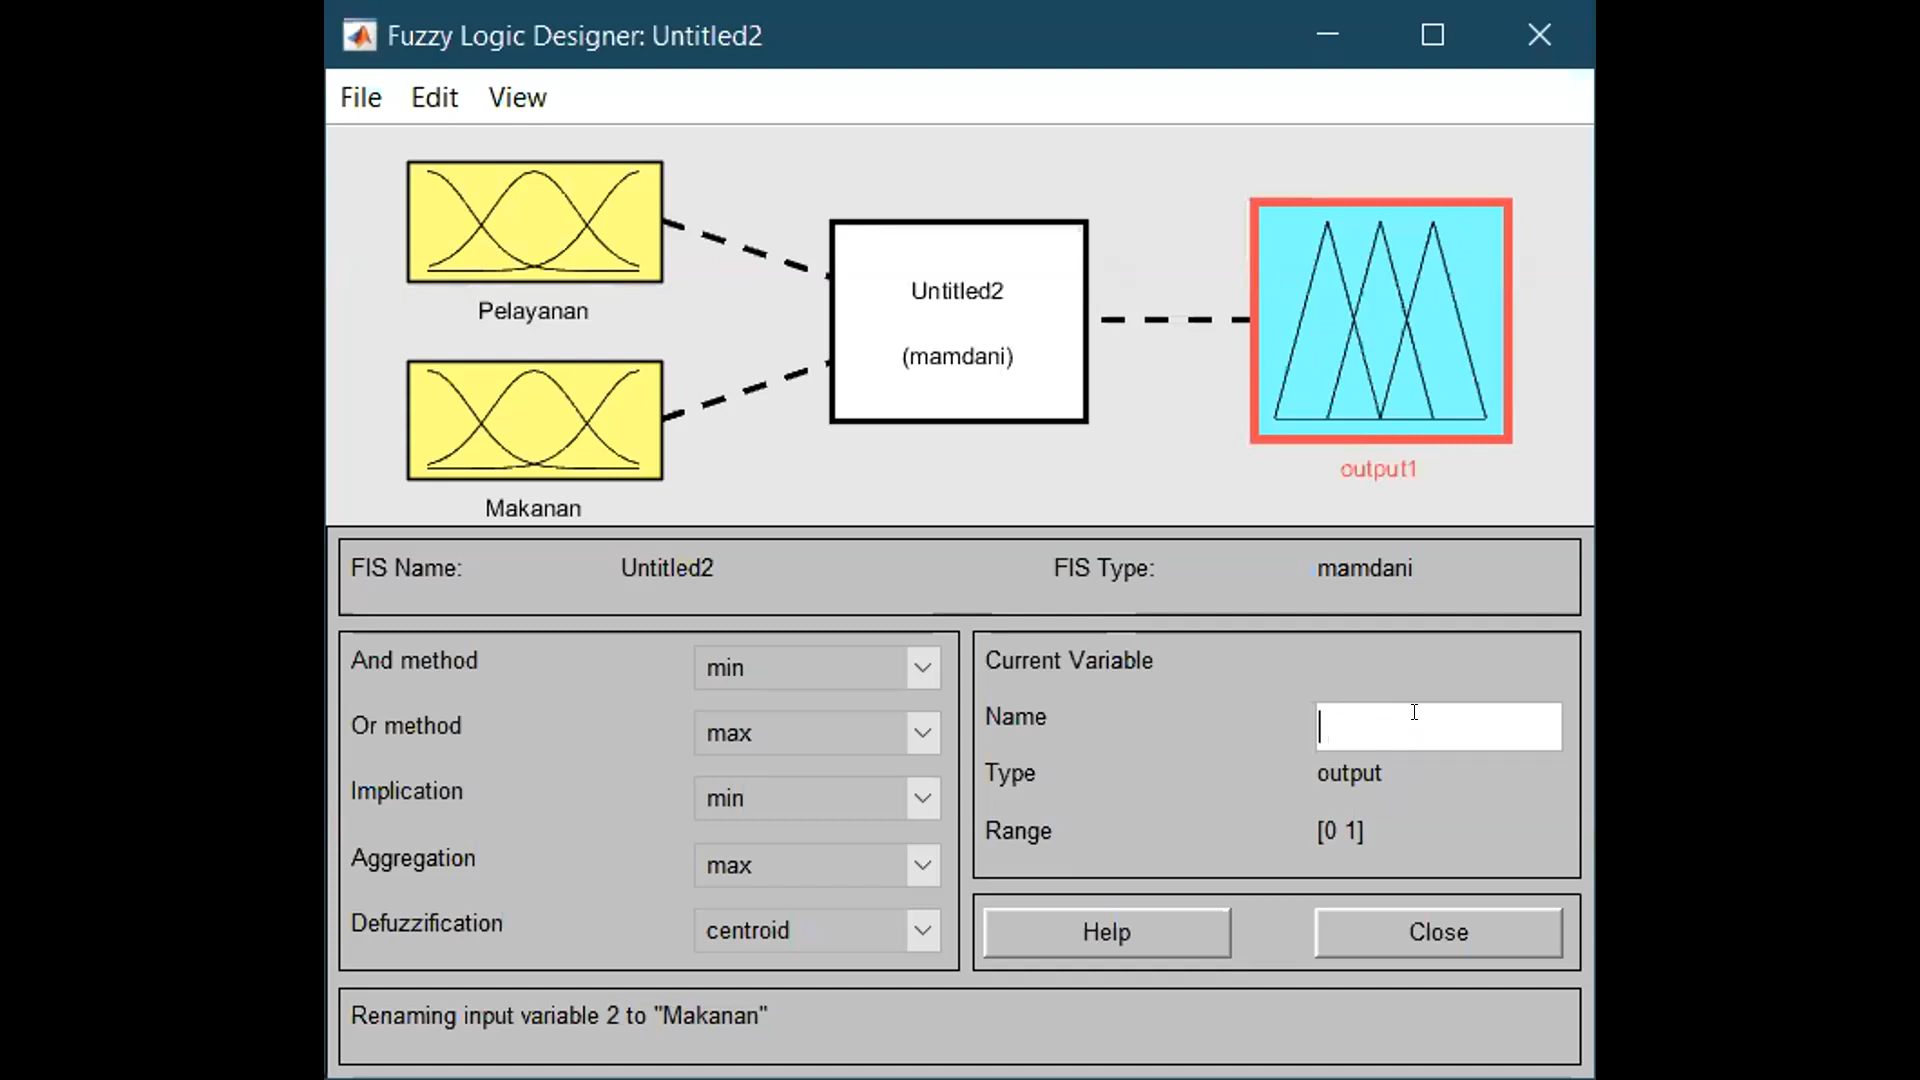 Fuzzy Logic Designer: Untitled2
File Edit View
Pelayanan
Makanan
Untitled2
(mamdani)
output1
FIS Name: Untitled2 FIS Type: mamdani
And method min
Or method max
Implication min
Aggregation max
Defuzzification centroid
Current Variable
Name
Type output
Range [0 1]
Help Close
Renaming input variable 2 to "Makanan"